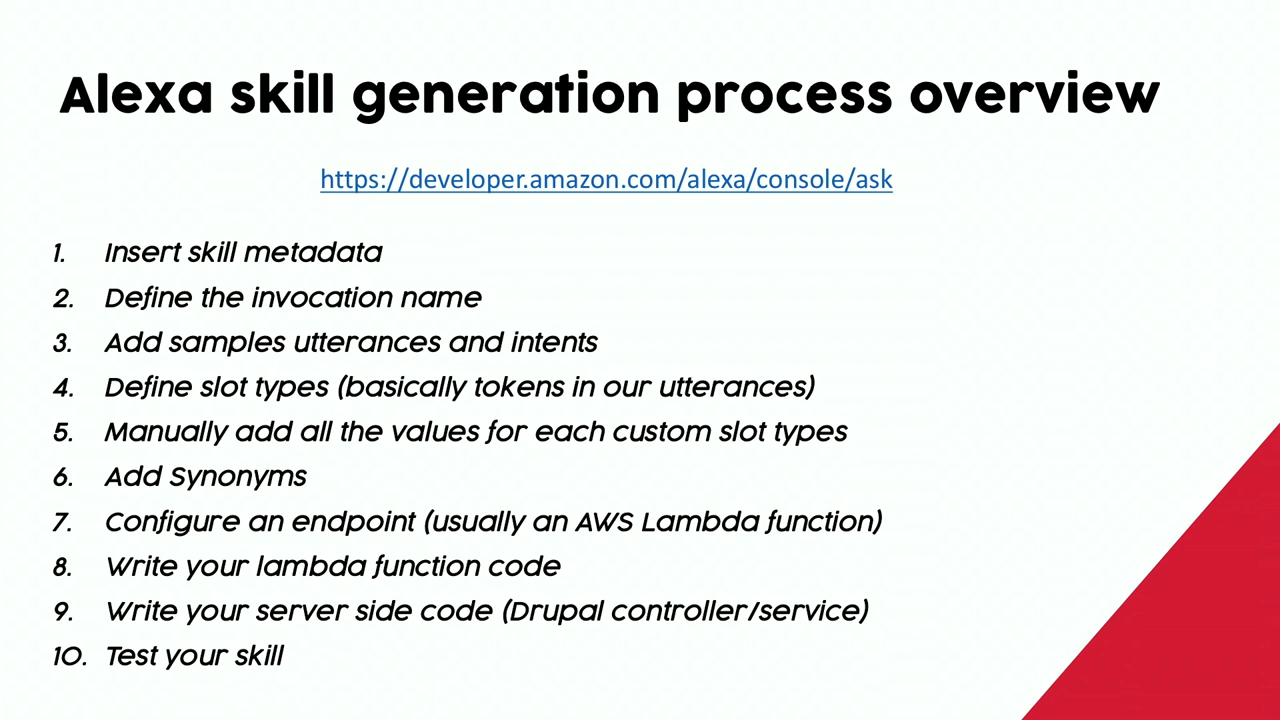 Alexa skill generation process overview
https://developer.amazon.com/alexa/console/ask
1. Insert skill metadata
2. Define the invocation name
3. Add samples utterances and intents
4. Define slot types (basically tokens in our utterances)
5. Manually add all the values for each custom slot types
6. Add Synonyms
7. Configure an endpoint (usually an AWS Lambda function)
8. Write your lambda function code
9. Write your server side code (Drupal controller/service)
10. Test your skill